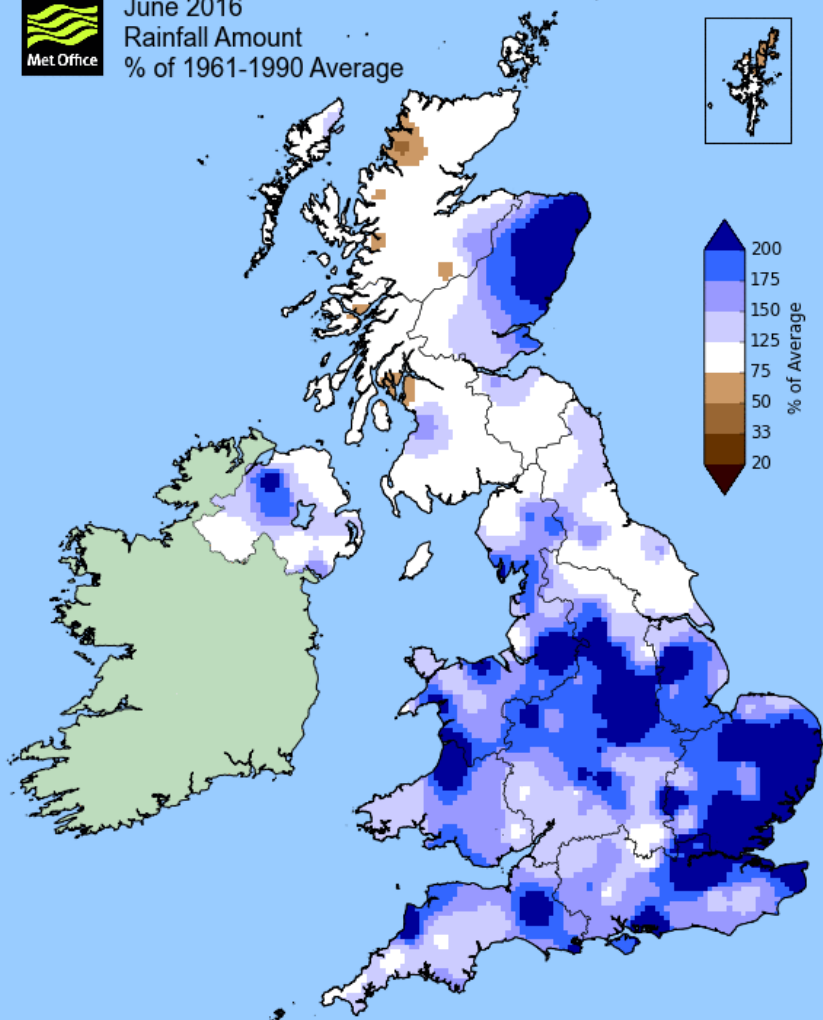 June 2016
Rainfall Amount
% of 1961-1990 Average
Met Office
200
175
150
125
75
50
33
20
% of Average